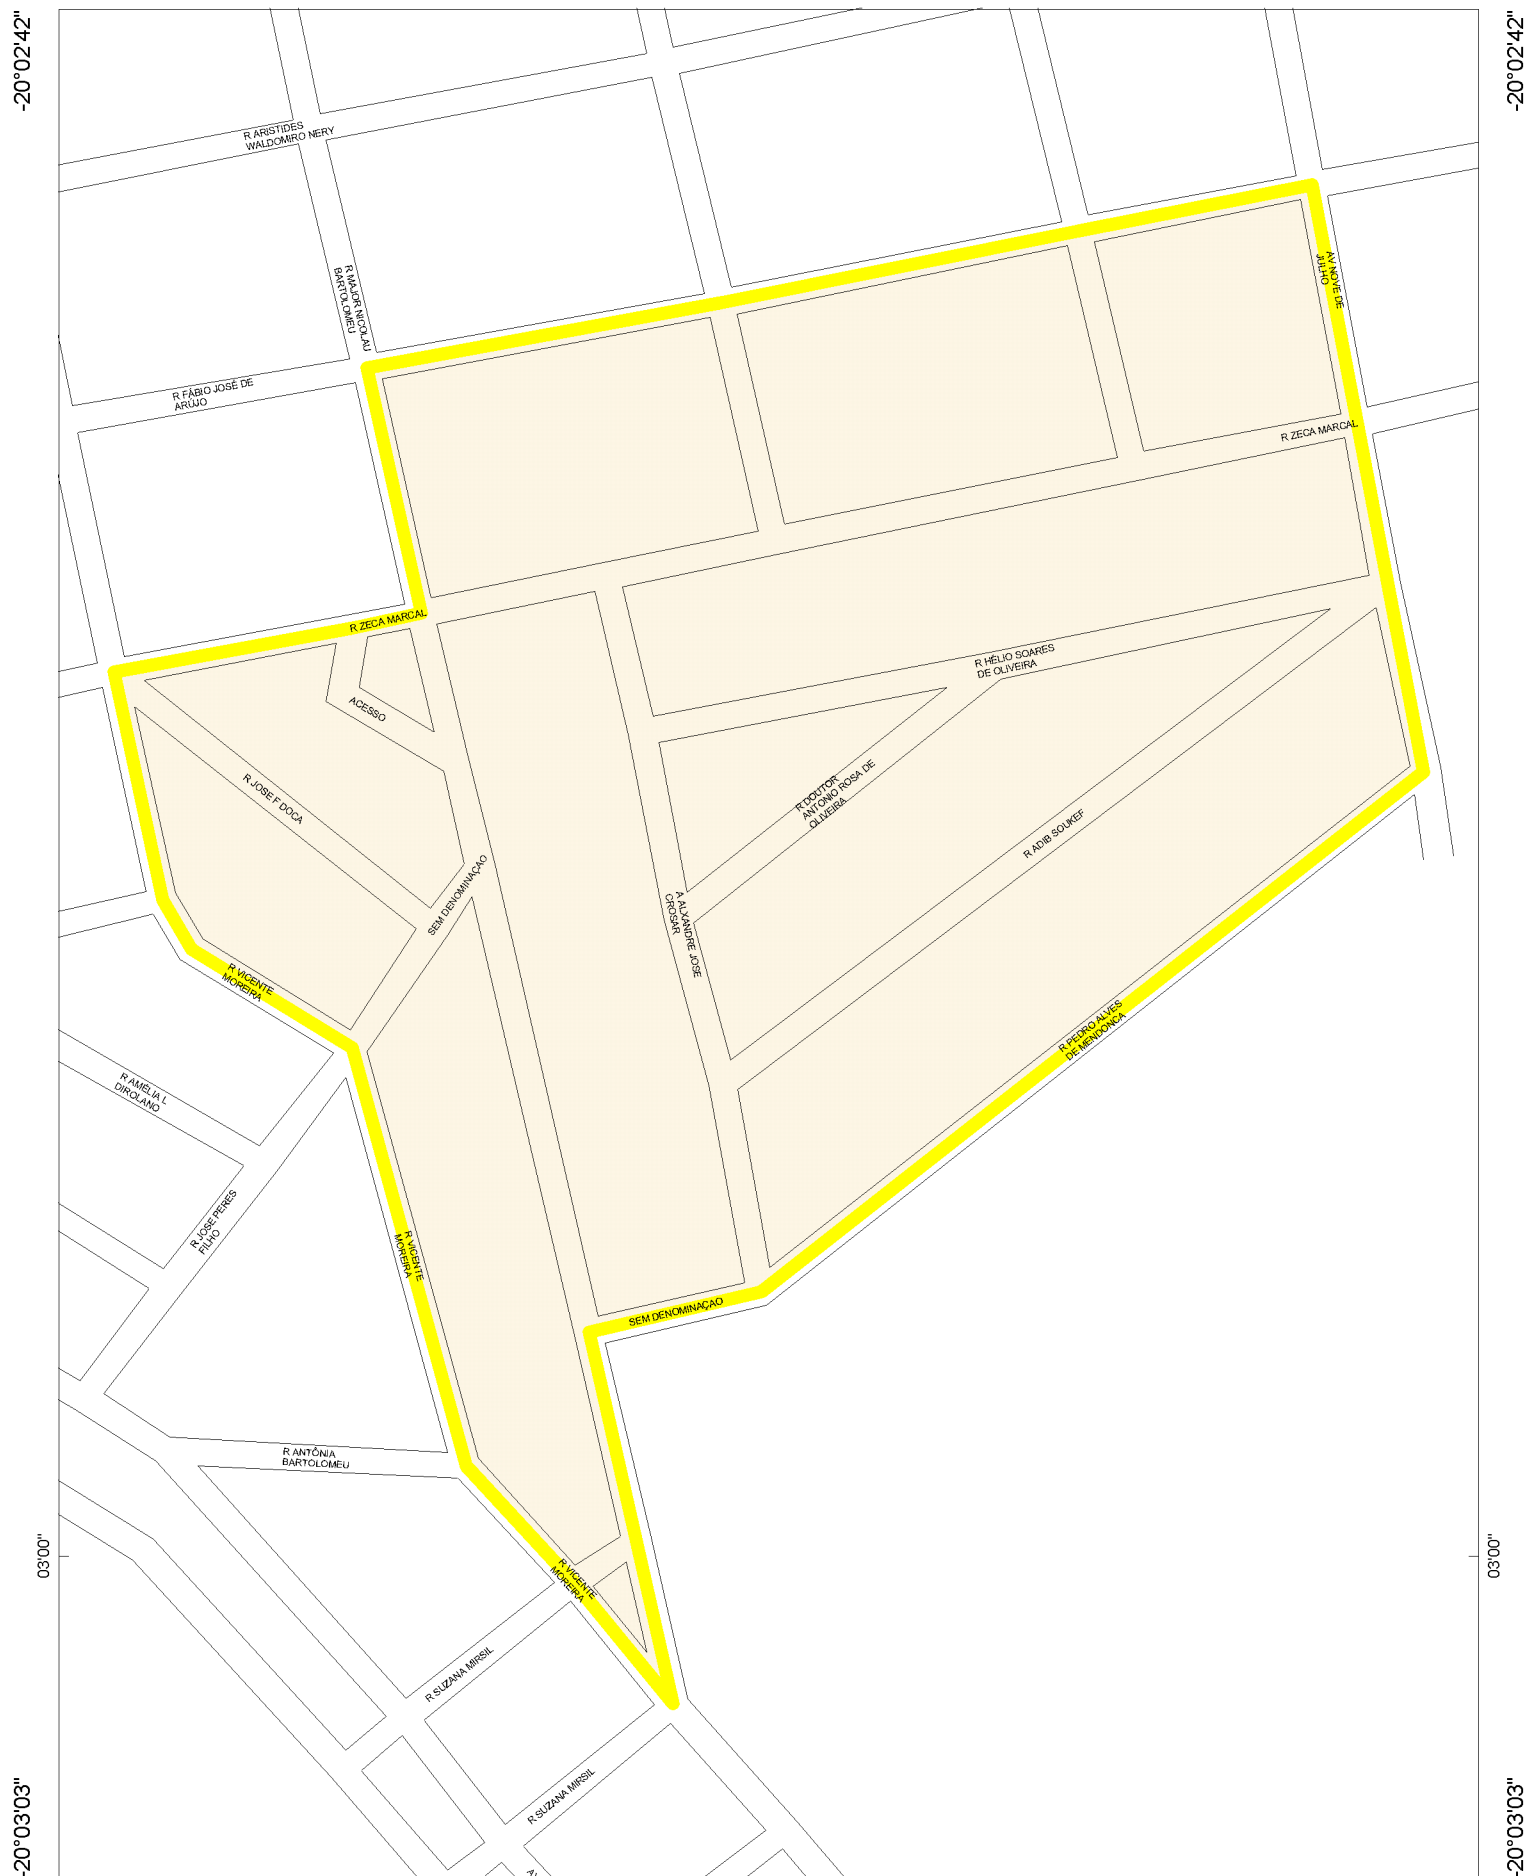 -20°02'42"
-20°02'42"
R ARISTIDES
WALDOMIRO NERY
R MAJOR NICOLAU
BARTOLOMEU
AV NOVE DE
JULHO
R FÁBIO JOSÉ DE
ARÚJO
R ZECA MARCAL
R ZECA MARCAL
R HÉLIO SOARES
DE OLIVEIRA
ACESSO
R JOSE F DOCA
R DOUTOR
ANTONIO ROSA DE
OLIVEIRA
R ADIB SOUKEF
SEM DENOMINAÇAO
A ALXANDRE JOSE
CROSAR
R VICENTE
MOREIRA
R PEDRO ALVES
DE MENDONCA
R AMÉLIA L
DIROLANO
R JOSE PERES
FILHO
R VICENTE
MOREIRA
SEM DENOMINAÇAO
R ANTÔNIA
BARTOLOMEU
03'00"
03'00"
R VICENTE
MOREIRA
R SUZANA MIRSIL
R SUZANA MIRSIL
-20°03'03"
-20°03'03"